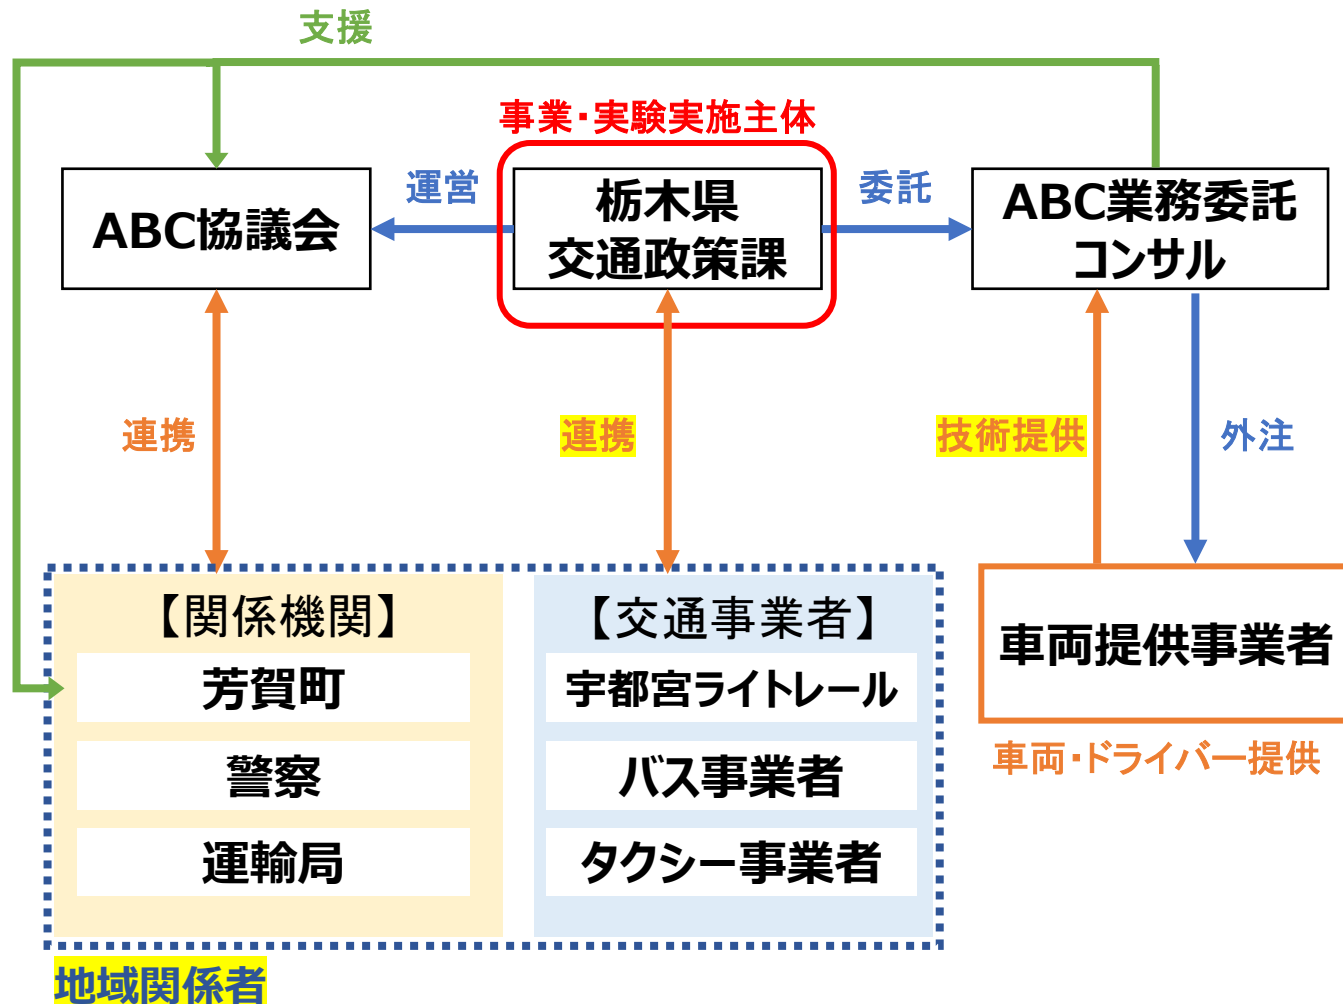 支援
事業・実験実施主体
ABC協議会
運営
栃木県
交通政策課
委託
ABC業務委託
コンサル
連携
連携
技術提供
外注
【関係機関】
芳賀町
警察
運輸局
【交通事業者】
宇都宮ライトレール
バス事業者
タクシー事業者
車両提供事業者
車両・ドライバー提供
地域関係者